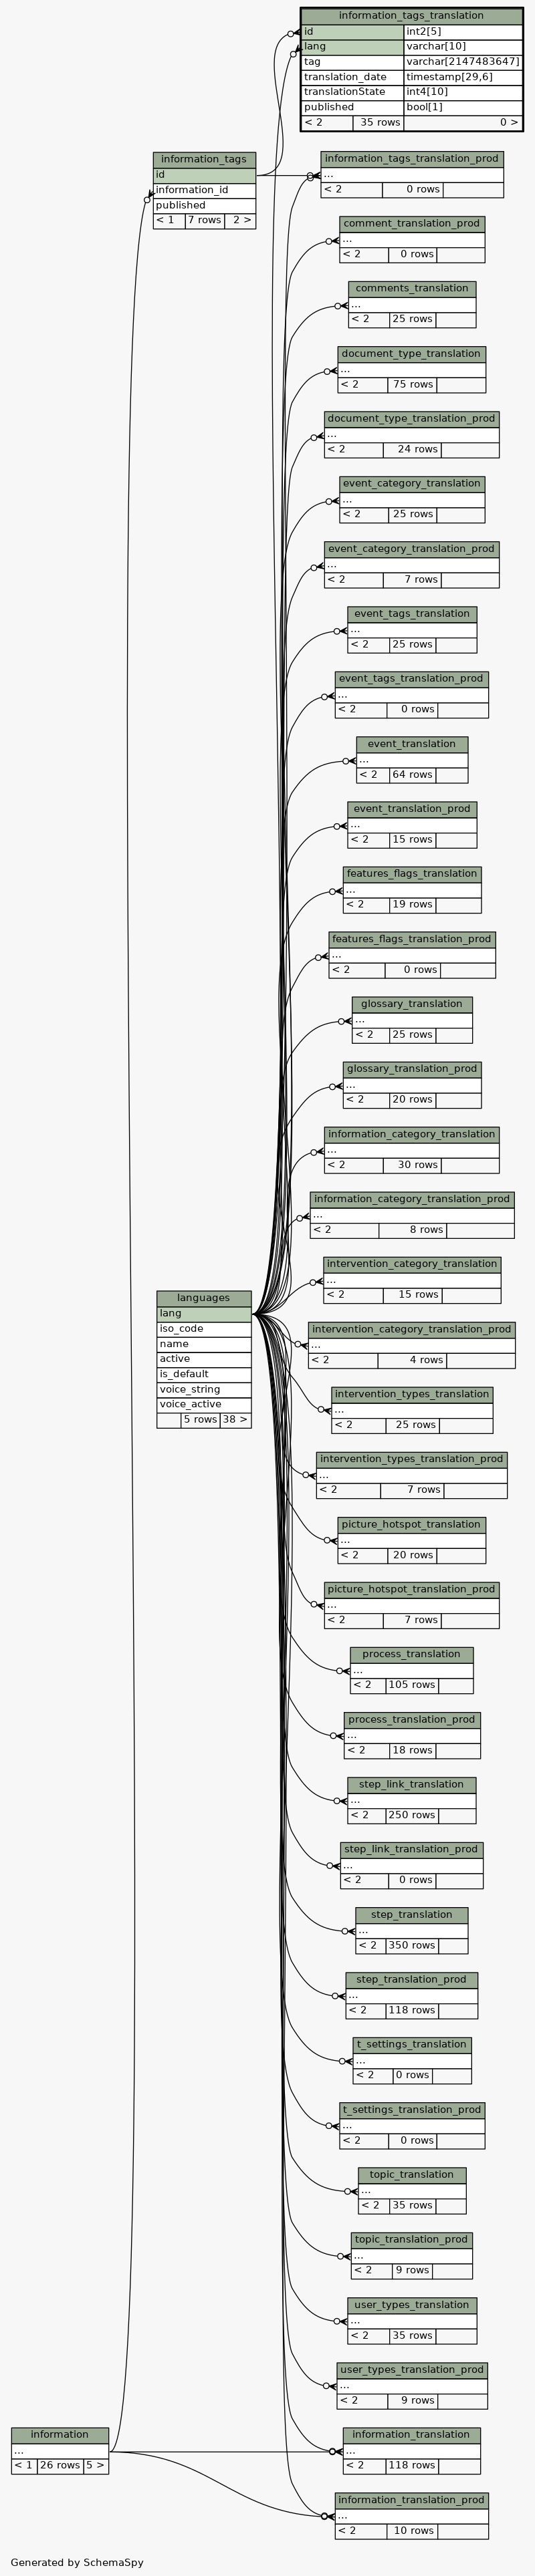 information_tags_translation
id int2[5]
lang varchar[10]
tag varchar[2147483647]
translation_date timestamp[29,6]
translationState int4[10]
published bool[1]
< 2 35 rows 0 >
information_tags
id
information_id
published
< 1 7 rows 2 >
information_tags_translation_prod
...
< 2 0 rows
comment_translation_prod
...
< 2 0 rows
comments_translation
...
< 2 25 rows
document_type_translation
...
< 2 75 rows
document_type_translation_prod
...
< 2 24 rows
event_category_translation
...
< 2 25 rows
event_category_translation_prod
...
< 2 7 rows
event_tags_translation
...
< 2 25 rows
event_tags_translation_prod
...
< 2 0 rows
event_translation
...
< 2 64 rows
event_translation_prod
...
< 2 15 rows
features_flags_translation
...
< 2 19 rows
features_flags_translation_prod
...
< 2 0 rows
glossary_translation
...
< 2 25 rows
glossary_translation_prod
...
< 2 20 rows
information_category_translation
...
< 2 30 rows
information_category_translation_prod
...
< 2 8 rows
intervention_category_translation
...
< 2 15 rows
languages
lang
iso_code
name
active
is_default
voice_string
voice_active
5 rows 38 >
intervention_category_translation_prod
...
< 2 4 rows
intervention_types_translation
...
< 2 25 rows
intervention_types_translation_prod
...
< 2 7 rows
picture_hotspot_translation
...
< 2 20 rows
picture_hotspot_translation_prod
...
< 2 7 rows
process_translation
...
< 2 105 rows
process_translation_prod
...
< 2 18 rows
step_link_translation
...
< 2 250 rows
step_link_translation_prod
...
< 2 0 rows
step_translation
...
< 2 350 rows
step_translation_prod
...
< 2 118 rows
t_settings_translation
...
< 2 0 rows
t_settings_translation_prod
...
< 2 0 rows
topic_translation
...
< 2 35 rows
topic_translation_prod
...
< 2 9 rows
user_types_translation
...
< 2 35 rows
user_types_translation_prod
...
< 2 9 rows
information
...
< 1 26 rows 5 >
information_translation
...
< 2 118 rows
information_translation_prod
...
< 2 10 rows
Generated by SchemaSpy